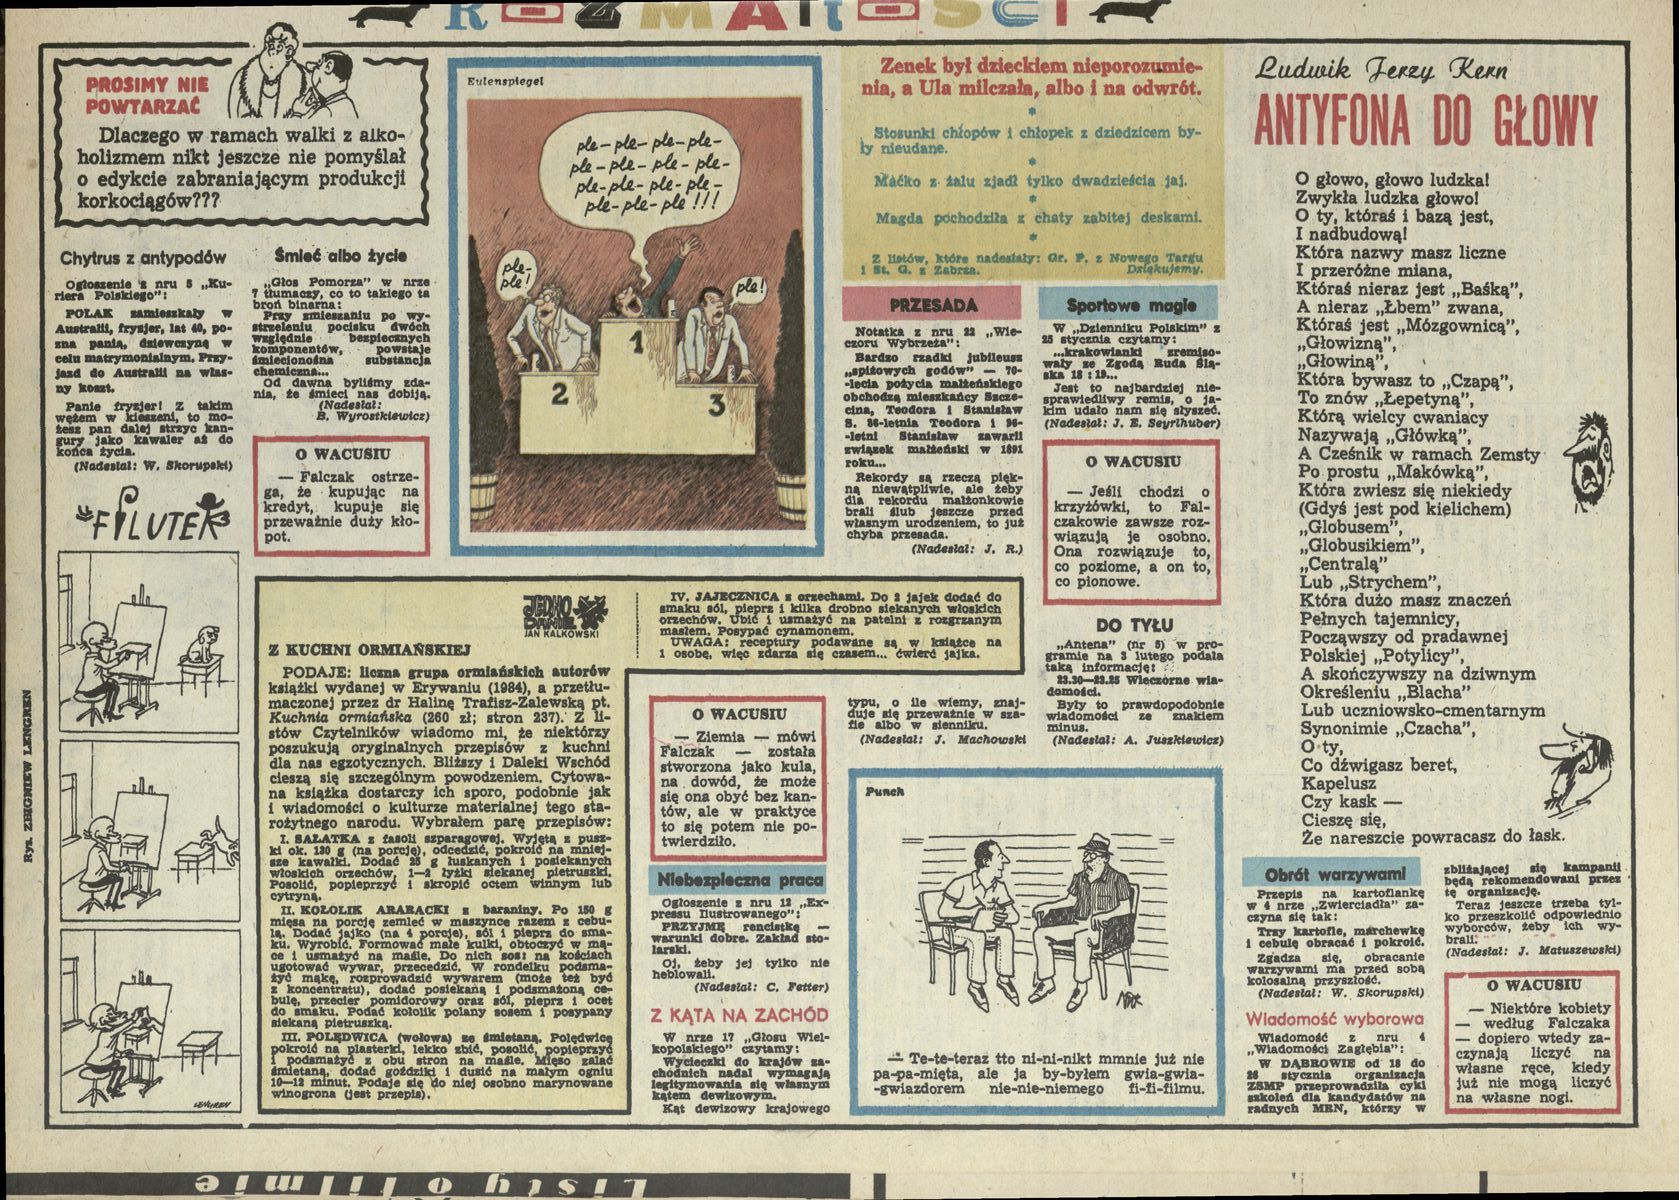 ROZMAITOŚCI
PROSIMY NIE
POWTARZAĆ
Dlaczego w ramach walki z alko-
holizmem nikt jeszcze nie pomyślał
o edykcie zabraniającym produkcji
korkociągów???
Chytrus z antypodów
Ogłoszenie z nru 5 „Ku-
riera Polskiego":
POLAK zamieszkały w
Australii, fryzjer, lat 40, po-
zna panią, dziewczynę w
celu matrymonialnym. Przy-
jazd do Australii na włas-
ny koszt.
Panie fryzjer! Z takim
wężem w kieszeni, to mo-
żesz pan dalej strzyc kan-
gury jako kawaler aż do
końca życia.
(Nadesłał: W. Skorupski)
Śmieć albo życie
„Głos Pomorza" w nrze
7 tłumaczy, co to takiego ta
broń binarna:
Przy zmieszaniu po wy-
strzeleniu pocisku dwóch
względnie bezpiecznych
komponentów, powstaje
śmiecionośna substancja
chemiczna...
Od dawna byliśmy zda-
nia, że śmieci nas dobiją.
(Nadesłał:
B. Wyrostkiewicz)
O WACUSIU
— Falczak ostrze-
ga, że kupując na
kredyt, kupuje się
przeważnie duży kło-
pot.
FILUTEK
Rys. ZBIGNIEW LENGREN
LENGREN
Eulenspiegel
ple-ple-ple-ple-
ple-ple-ple-ple-
ple-ple-ple-ple-
ple-ple-ple!!!
ple-
ple!
ple!
1
2
3
Zenek był dzieckiem nieporozumie-
nia, a Ula milczała, albo i na odwrót.
*
Stosunki chłopów i chłopek z dziedzicem by-
ły nieudane.
*
Maćko z żalu zjadł tylko dwadzieścia jaj.
*
Magda pochodziła z chaty zabitej deskami.
*
Z listów, które nadesłały: Gr. P. z Nowego Targu
i St. G. z Zabrza. Dziękujemy.
PRZESADA
Notatka z nru 22 „Wie-
czoru Wybrzeża":
Bardzo rzadki jubileusz
„spiżowych godów" — 70-
-lecia pożycia małżeńskiego
obchodzą mieszkańcy Szcze-
cina, Teodora i Stanisław
S. 86-letnia Teodora i 96-
-letni Stanisław zawarli
związek małżeński w 1891
roku...
Rekordy są rzeczą pięk-
ną niewątpliwie, ale żeby
dla rekordu małżonkowie
brali ślub jeszcze przed
własnym urodzeniem, to już
chyba przesada.
(Nadesłał: J. R.)
Sportowe magle
W „Dzienniku Polskim" z
25 stycznia czytamy:
...krakowianki zremiso-
wały ze Zgodą Ruda Ślą-
ska 18:19...
Jest to najbardziej nie-
sprawiedliwy remis, o ja-
kim udało nam się słyszeć.
(Nadesłał: J. E. Seyrlhuber)
O WACUSIU
— Jeśli chodzi o
krzyżówki, to Fal-
czakowie zawsze roz-
wiązują je osobno.
Ona rozwiązuje to,
co poziome, a on to,
co pionowe.
DO TYŁU
„Antena" (nr 5) w pro-
gramie na 3 lutego podała
taką informację:
23.30—23.25 Wieczorne wia-
domości.
Były to prawdopodobnie
wiadomości ze znakiem
minus.
(Nadesłał: A. Juszkiewicz)
JEDNO
DANIE
JAN KALKOWSKI
Z KUCHNI ORMIAŃSKIEJ
PODAJE: liczna grupa ormiańskich autorów
książki wydanej w Erywaniu (1984), a przetłu-
maczonej przez dr Halinę Trafisz-Zalewską pt.
Kuchnia ormiańska (260 zł; stron 237). Z li-
stów Czytelników wiadomo mi, że niektórzy
poszukują oryginalnych przepisów z kuchni
dla nas egzotycznych. Bliższy i Daleki Wschód
cieszą się szczególnym powodzeniem. Cytowa-
na książka dostarczy ich sporo, podobnie jak
i wiadomości o kulturze materialnej tego sta-
rożytnego narodu. Wybrałem parę przepisów:
I. SAŁATKA z fasoli szparagowej. Wyjętą z pusz-
ki ok. 130 g (na porcję), odcedzić, pokroić na mniej-
sze kawałki. Dodać 25 g łuskanych i posiekanych
włoskich orzechów, 1—2 łyżki siekanej pietruszki.
Posolić, popieprzyć i skropić octem winnym lub
cytryną.
II. KOLOLIK ARARACKI z baraniny. Po 150 g
mięsa na porcję zemleć w maszynce razem z cebu-
lą. Dodać jajko (na 4 porcje), sól i pieprz do sma-
ku. Wyrobić. Formować małe kulki, obtoczyć w mą-
ce i usmażyć na maśle. Do nich sos: na kościach
ugotować wywar, przecedzić. W rondelku podsma-
żyć mąkę, rozprowadzić wywarem (może też być
z koncentratu), dodać posiekaną i podsmażoną ce-
bulę, przecier pomidorowy oraz sól, pieprz i ocet
do smaku. Podać kololik polany sosem i posypany
siekaną pietruszką.
III. POLĘDWICA (wołowa) ze śmietaną. Polędwicę
pokroić na plasterki, lekko zbić, posolić, popieprzyć
i podsmażyć z obu stron na maśle. Mięso zalać
śmietaną, dodać goździki i dusić na małym ogniu
10—12 minut. Podaje się do niej osobno marynowane
winogrona (jest przepis).
IV. JAJECZNICA z orzechami. Do 2 jajek dodać do
smaku sól, pieprz i kilka drobno siekanych włoskich
orzechów. Ubić i usmażyć na patelni z rozgrzanym
masłem. Posypać cynamonem.
UWAGA: receptury podawane są w książce na
1 osobę, więc zdarza się czasem... ćwierć jajka.
O WACUSIU
— Ziemia — mówi
Falczak — została
stworzona jako kula,
na dowód, że może
się ona obyć bez kan-
tów, ale w praktyce
to się potem nie po-
twierdziło.
Niebezpieczna praca
Ogłoszenie z nru 12 „Ex-
pressu Ilustrowanego":
PRZYJMĘ rencistkę —
warunki dobre. Zakład sto-
larski.
Oj, żeby jej tylko nie
heblowali.
(Nadesłał: C. Fetter)
Z KĄTA NA ZACHÓD
W nrze 17 „Głosu Wiel-
kopolskiego" czytamy:
Wycieczki do krajów za-
chodnich nadal wymagają
legitymowania się własnym
kątem dewizowym.
Kąt dewizowy krajowego
typu, o ile wiemy, znaj-
duje się przeważnie w sza-
fie albo w sienniku.
(Nadesłał: J. Machowski
Punch
— Te-te-teraz tto ni-ni-nikt mmnie już nie
pa-pa-mięta, ale ja by-byłem gwia-gwia-
-gwiazdorem nie-nie-niemego fi-fi-filmu.
Ludwik Jerzy Kern
ANTYFONA DO GŁOWY
O głowo, głowo ludzka!
Zwykła ludzka głowo!
O ty, któraś i bazą jest,
I nadbudową!
Która nazwy masz liczne
I przeróżne miana,
Któraś nieraz jest „Baśką",
A nieraz „Łbem" zwana,
Któraś jest „Mózgownicą",
„Głowizną",
„Głowiną",
Która bywasz to „Czapą",
To znów „Łepetyną",
Którą wielcy cwaniacy
Nazywają „Główką",
A Cześnik w ramach Zemsty
Po prostu „Makówką",
Która zwiesz się niekiedy
(Gdyś jest pod kielichem)
„Globusem",
„Globusikiem",
„Centralą"
Lub „Strychem",
Która dużo masz znaczeń
Pełnych tajemnicy,
Począwszy od pradawnej
Polskiej „Potylicy",
A skończywszy na dziwnym
Określeniu „Blacha"
Lub uczniowsko-cmentarnym
Synonimie „Czacha",
O ty,
Co dźwigasz beret,
Kapelusz
Czy kask —
Cieszę się,
Że nareszcie powracasz do łask.
Obrót warzywami
Przepis na kartoflankę
w 4 nrze „Zwierciadła" za-
czyna się tak:
Trzy kartofle, marchewkę
i cebulę obracać i pokroić.
Zgadza się, obracanie
warzywami ma przed sobą
kolosalną przyszłość.
(Nadesłał: W. Skorupski)
Wiadomość wyborowa
Wiadomość z nru 4
„Wiadomości Zagłębia":
W DĄBROWIE od 18 do
26 stycznia organizacja
ZSMP przeprowadziła cykl
szkoleń dla kandydatów na
radnych MRN, którzy w
zbliżającej się kampanii
będą rekomendowani przez
tę organizację.
Teraz jeszcze trzeba tyl-
ko przeszkolić odpowiednio
wyborców, żeby ich wy-
brali.
(Nadesłał: J. Matuszewski)
O WACUSIU
— Niektóre kobiety
— według Falczaka
— dopiero wtedy za-
czynają liczyć na
własne ręce, kiedy
już nie mogą liczyć
na własne nogi.
Listy o filmie